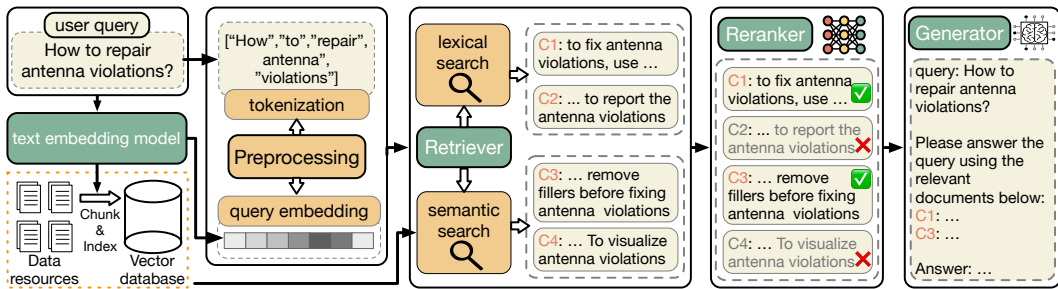 user query
How to repair
antenna violations?
text embedding model
Chunk
&
Index
Data
resources
Vector
database
["How","to","repair",
antenna",
"violations"]
tokenization
Preprocessing
query embedding
lexical
search
Retriever
semantic
search
C1: to fix antenna
violations, use ...
C2: ... to report the
antenna violations
C3: ... remove
fillers before fixing
antenna violations
C4: ... To visualize
antenna violations
Reranker
C1: to fix antenna
violations, use ...
C2: ... to report the
antenna violations
C3: ... remove
fillers before fixing
antenna violations
C4: ... To visualize
antenna violations
Generator
query: How to
repair antenna
violations?
Please answer the
query using the
relevant
documents below:
C1: ...
C3: ...
Answer: ...